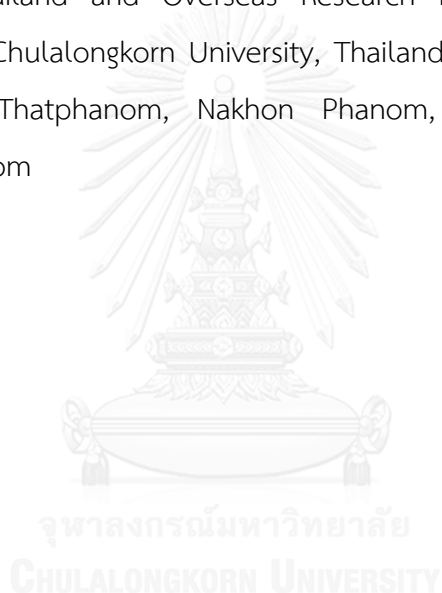 ailand and Overseas Research
Chulalongkorn University, Thailand
Thatphanom, Nakhon Phanom,
om
จุฬาลงกรณ์มหาวิทยาลัย
CHULALONGKORN UNIVERSITY